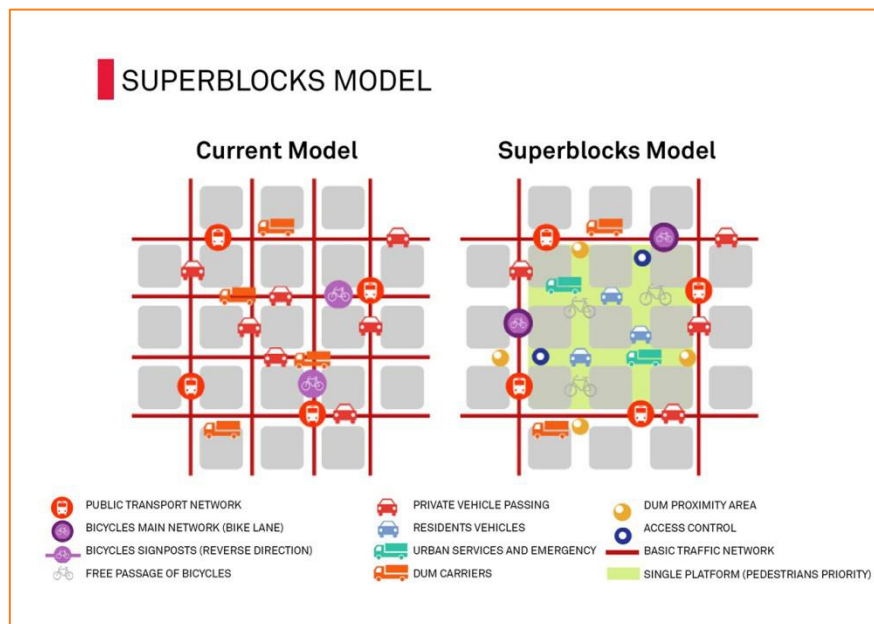 SUPERBLOCKS MODEL
Current Model
Superblocks Model
PUBLIC TRANSPORT NETWORK
BICYCLES MAIN NETWORK (BIKE LANE)
BICYCLES SIGNPOSTS (REVERSE DIRECTION)
FREE PASSAGE OF BICYCLES
PRIVATE VEHICLE PASSING
RESIDENTS VEHICLES
URBAN SERVICES AND EMERGENCY
DUM CARRIERS
DUM PROXIMITY AREA
ACCESS CONTROL
BASIC TRAFFIC NETWORK
SINGLE PLATFORM (PEDESTRIANS PRIORITY)